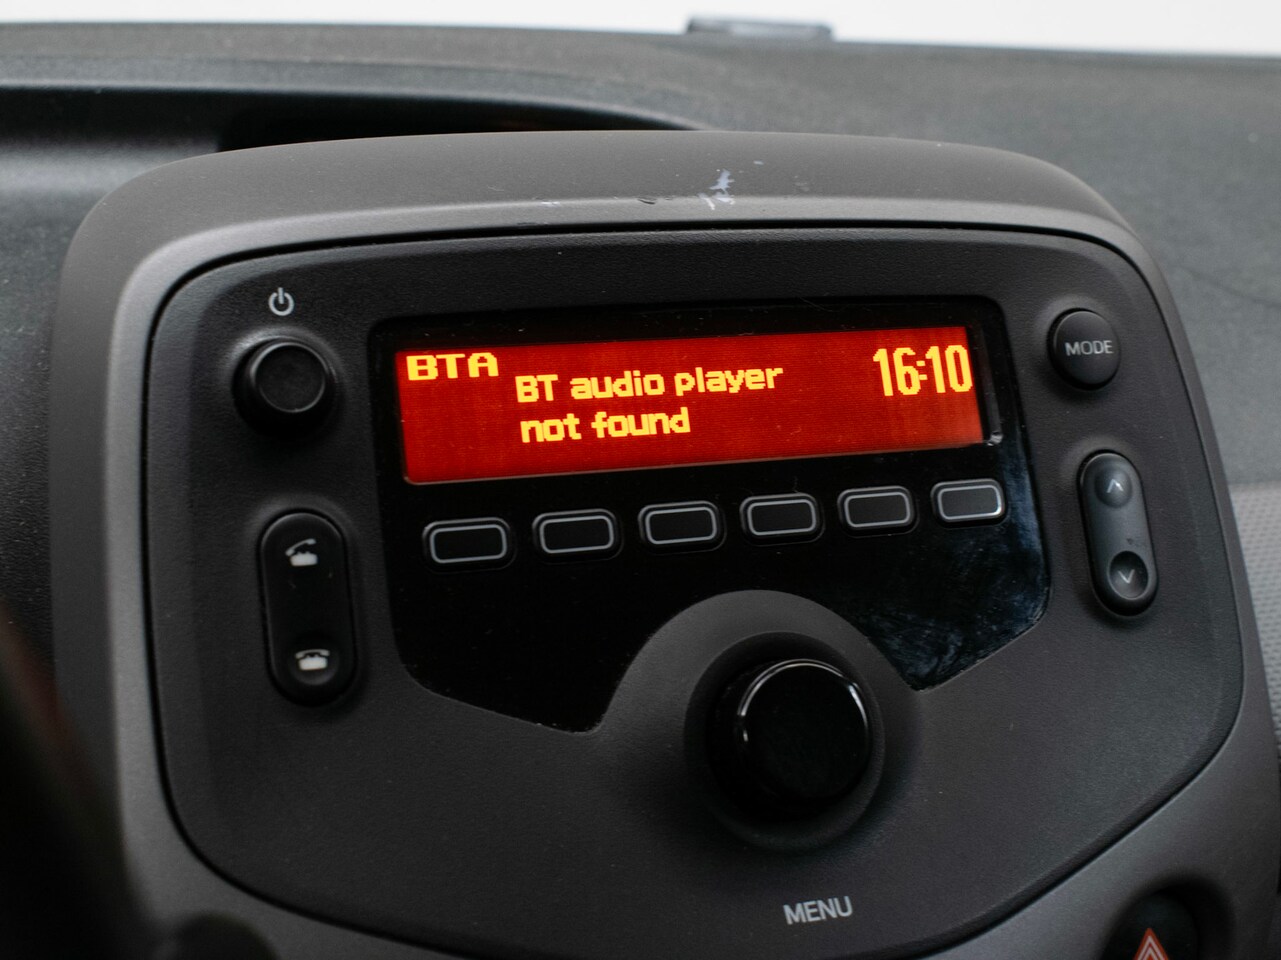 BTA
BT audio player
not found
16:10
MODE
MENU